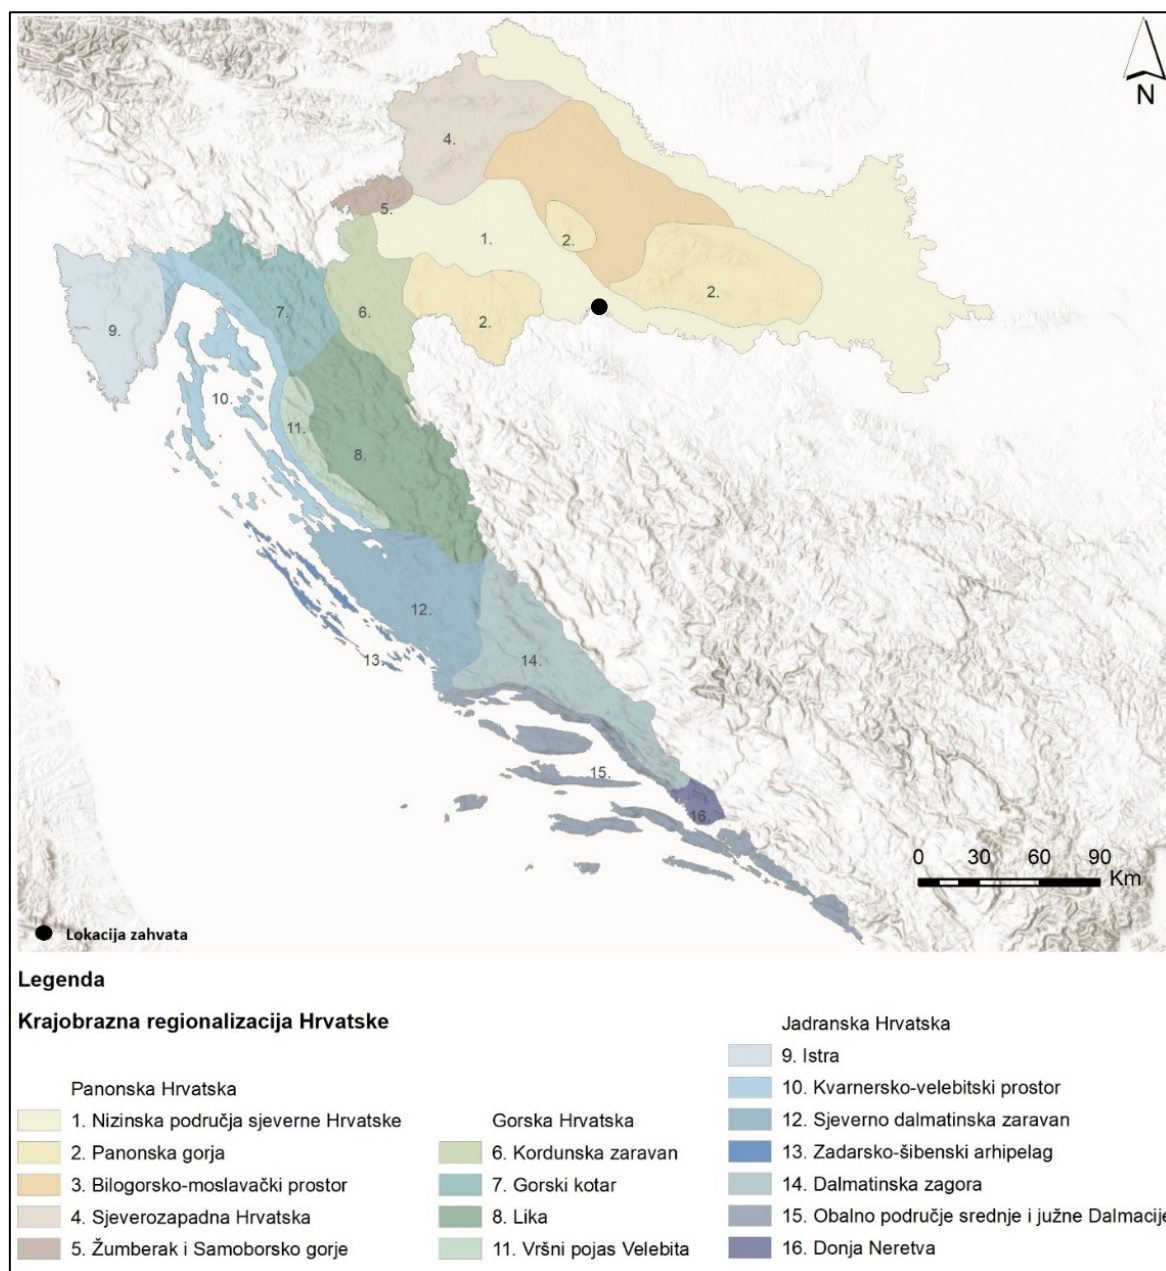 N
4.
5.
1.
2.
2.
9.
7.
6.
2.
10.
11.
8.
12.
13.
14.
15.
16.
0 30 60 90
Km
Lokacija zahvata
Legenda
Krajobrazna regionalizacija Hrvatske
Panonska Hrvatska
1. Nizinska područja sjeverne Hrvatske
2. Panonska gorja
3. Bilogorsko-moslavački prostor
4. Sjeverozapadna Hrvatska
5. Žumberak i Samoborsko gorje
Gorska Hrvatska
6. Kordunska zaravan
7. Gorski kotar
8. Lika
11. Vršni pojas Velebita
Jadranska Hrvatska
9. Istra
10. Kvarnersko-velebitski prostor
12. Sjeverno dalmatinska zaravan
13. Zadarsko-šibenski arhipelag
14. Dalmatinska zagora
15. Obalno područje srednje i južne Dalmacije
16. Donja Neretva